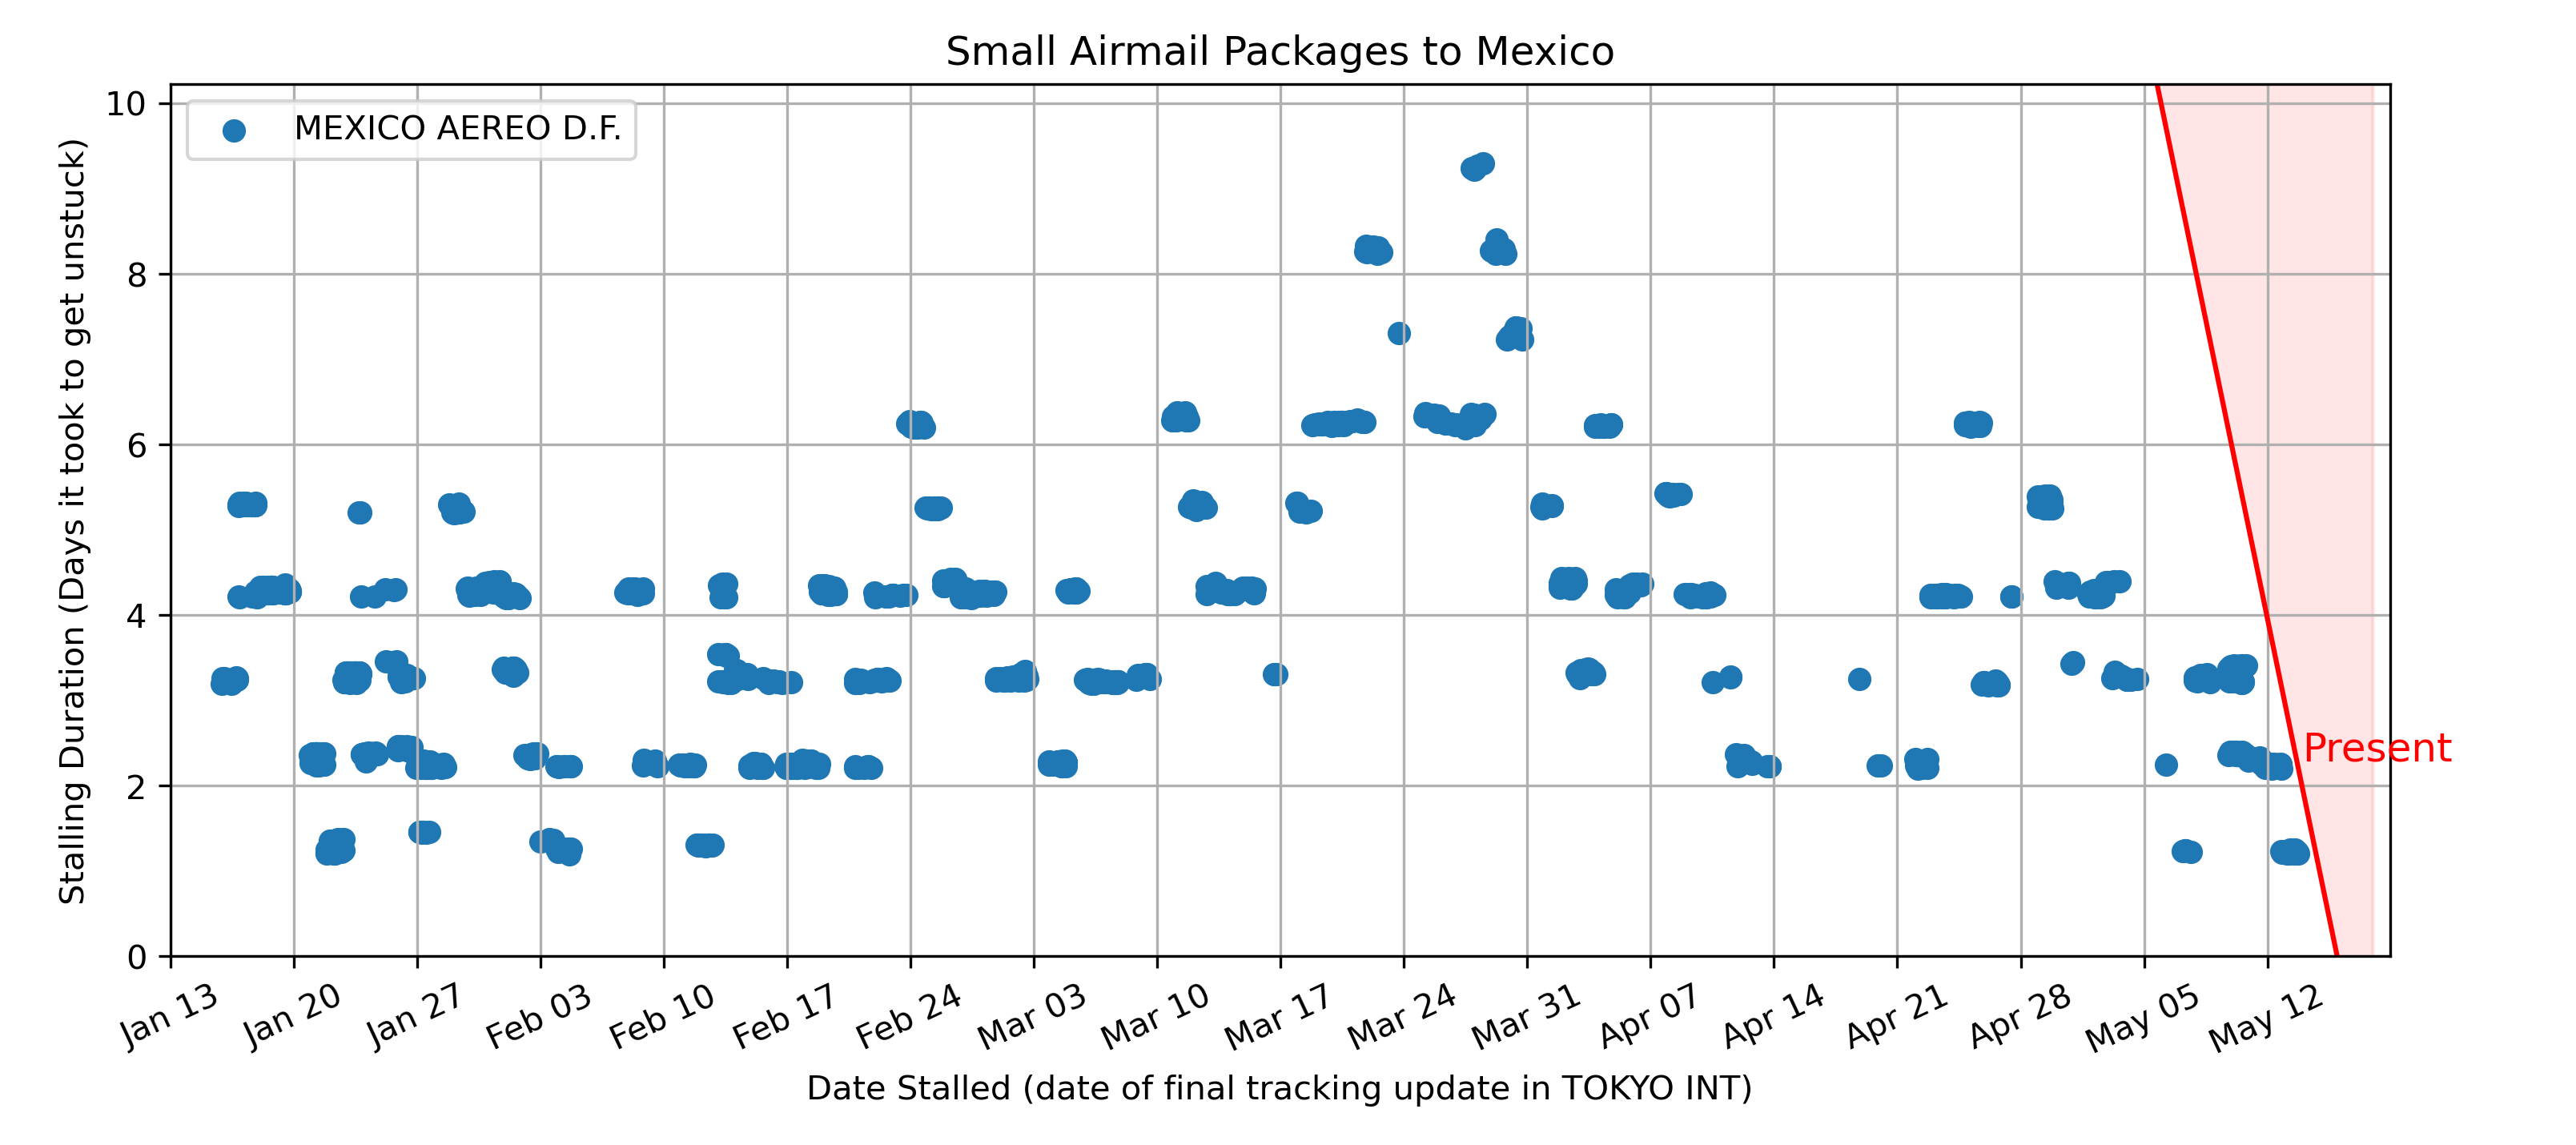 Small Airmail Packages to Mexico
MEXICO AEREO D.F.
Stalling Duration (Days it took to get unstuck)
10
8
6
4
2
0
Present
Jan 13
Jan 20
Jan 27
Feb 03
Feb 10
Feb 17
Feb 24
Mar 03
Mar 10
Mar 17
Mar 24
Mar 31
Apr 07
Apr 14
Apr 21
Apr 28
May 05
May 12
Date Stalled (date of final tracking update in TOKYO INT)